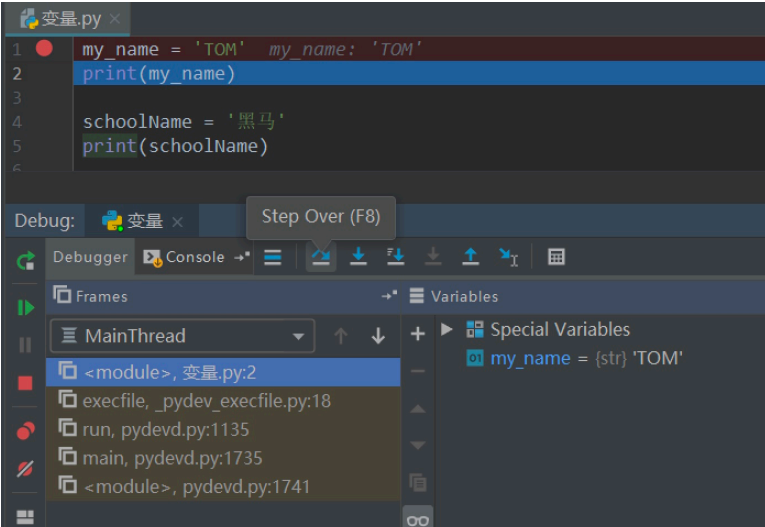 变量.py ×
1 my_name = 'TOM' my_name: 'TOM'
2 print(my_name)
3
4 schoolName = '黑马'
5 print(schoolName)
6
Step Over (F8)
Debug: 变量 ×
Debugger Console
Frames
Variables
MainThread
Special Variables
<module>, 变量.py:2
01 my_name = {str} 'TOM'
execfile, _pydev_execfile.py:18
run, pydevd.py:1135
main, pydevd.py:1735
<module>, pydevd.py:1741